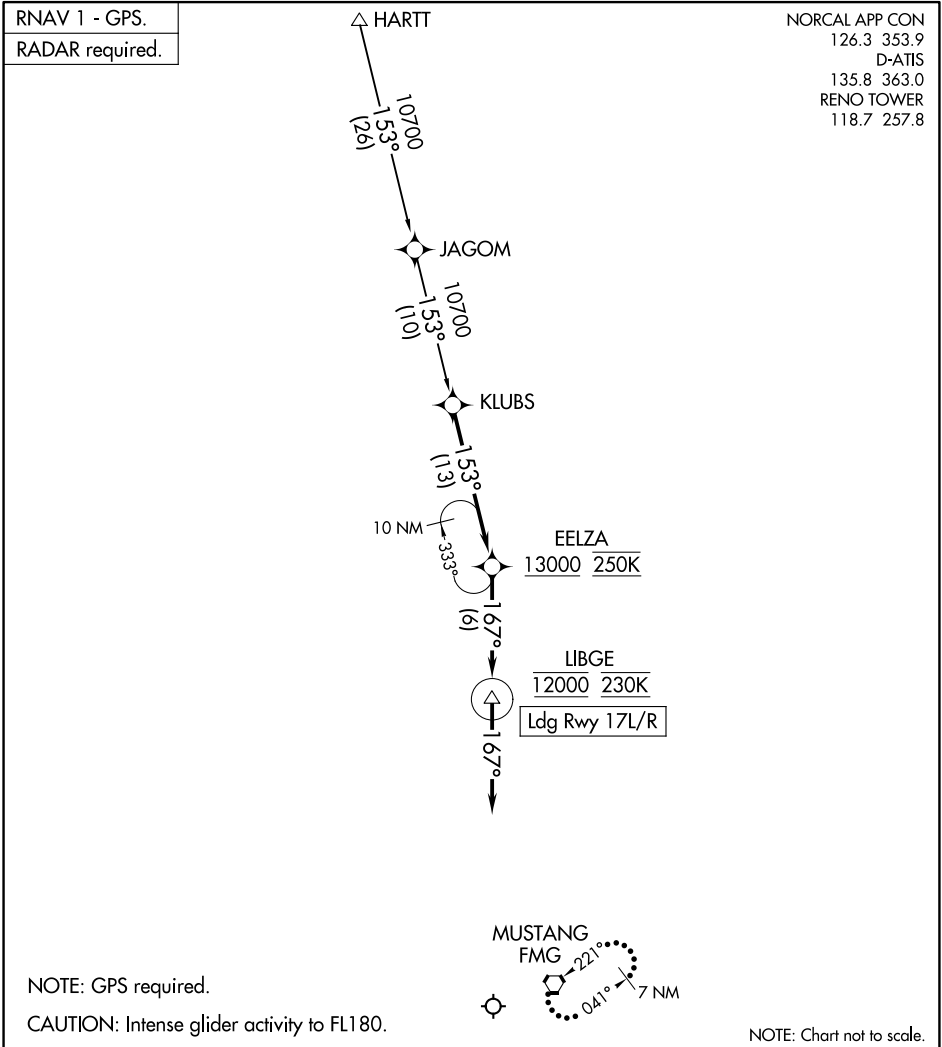 RNAV 1 - GPS.
RADAR required.
HARTT
NORCAL APP CON
126.3 353.9
D-ATIS
135.8 363.0
RENO TOWER
118.7 257.8
10700
153°
(26)
JAGOM
10700
153°
(10)
KLUBS
153°
(13)
10 NM
333°
EELZA
13000 250K
167°
(6)
LIBGE
12000 230K
Ldg Rwy 17L/R
167°
MUSTANG
FMG
221°
041°
7 NM
NOTE: GPS required.
CAUTION: Intense glider activity to FL180.
NOTE: Chart not to scale.